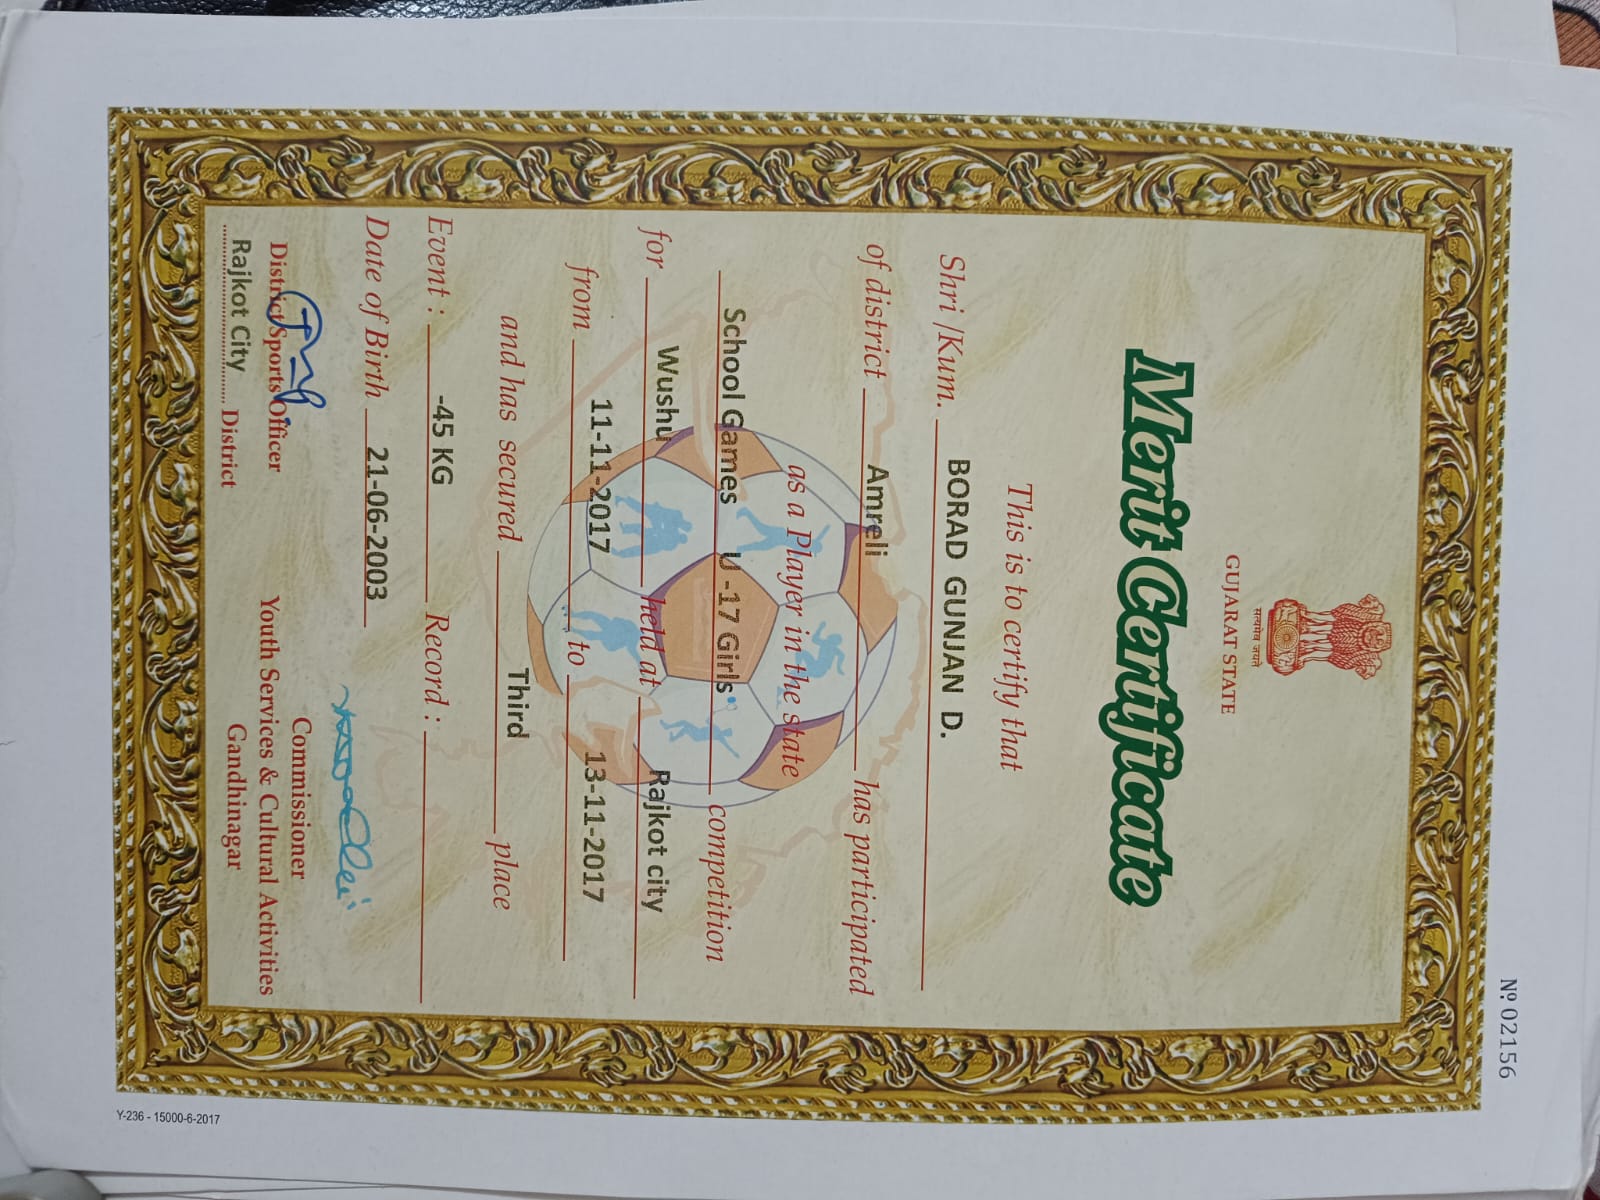 № 02156
सत्यमेव जयते
GUJARAT STATE
Merit Certificate
This is to certify that
Shri /Kum. BORAD GUNJAN D.
of district Amreli has participated
as a Player in the state
School Games U -17 Girls competition
for Wushu held at Rajkot city
from 11-11-2017 to 13-11-2017
and has secured Third place
Event : -45 KG Record :
Date of Birth 21-06-2003
District Sports Officer
Rajkot City District
Commissioner
Youth Services & Cultural Activities
Gandhinagar
Y-236 - 15000-6-2017